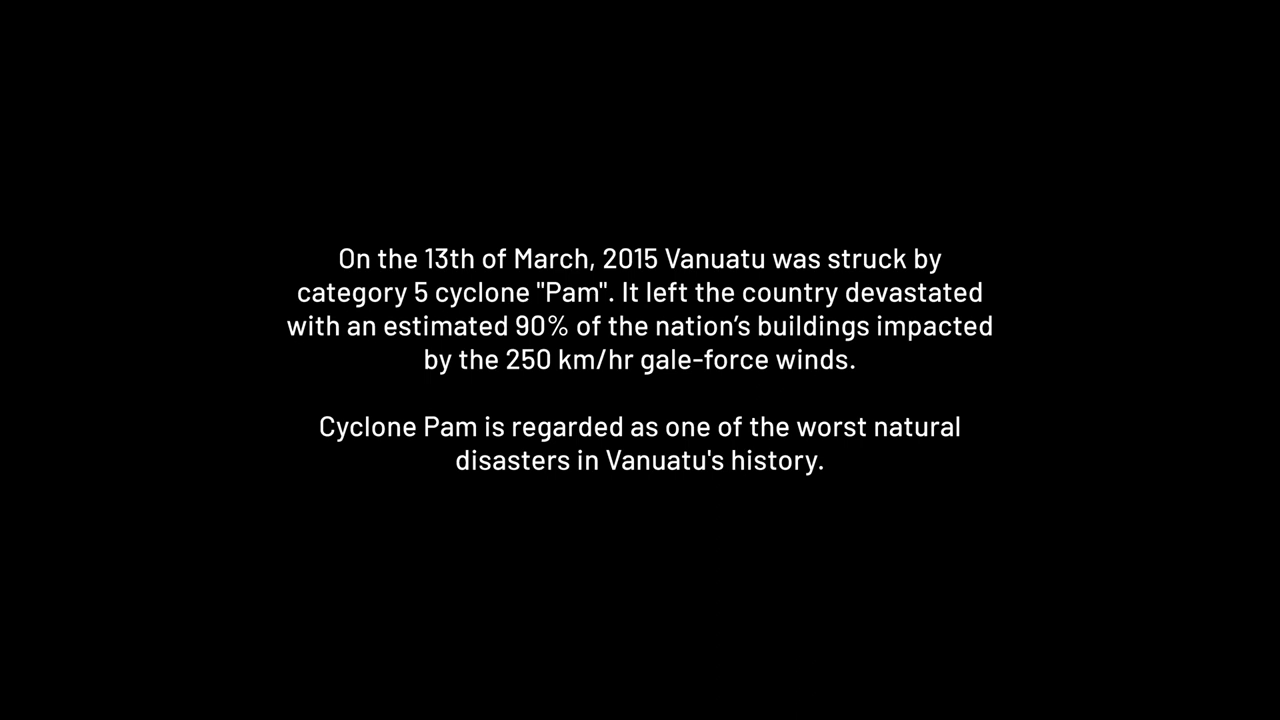 On the 13th of March, 2015 Vanuatu was struck by
category 5 cyclone "Pam". It left the country devastated
with an estimated 90% of the nation’s buildings impacted
by the 250 km/hr gale-force winds.
Cyclone Pam is regarded as one of the worst natural
disasters in Vanuatu's history.